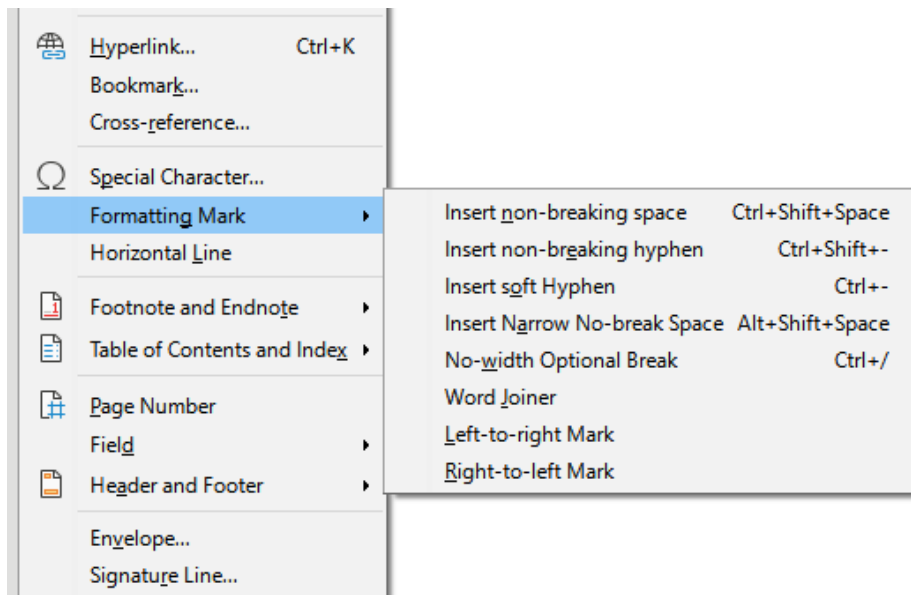 Hyperlink... Ctrl+K
Bookmark...
Cross-reference...
Special Character...
Formatting Mark
Horizontal Line
Footnote and Endnote
Table of Contents and Index
Page Number
Field
Header and Footer
Envelope...
Signature Line...
Insert non-breaking space Ctrl+Shift+Space
Insert non-breaking hyphen Ctrl+Shift+-
Insert soft Hyphen Ctrl+-
Insert Narrow No-break Space Alt+Shift+Space
No-width Optional Break Ctrl+/
Word Joiner
Left-to-right Mark
Right-to-left Mark